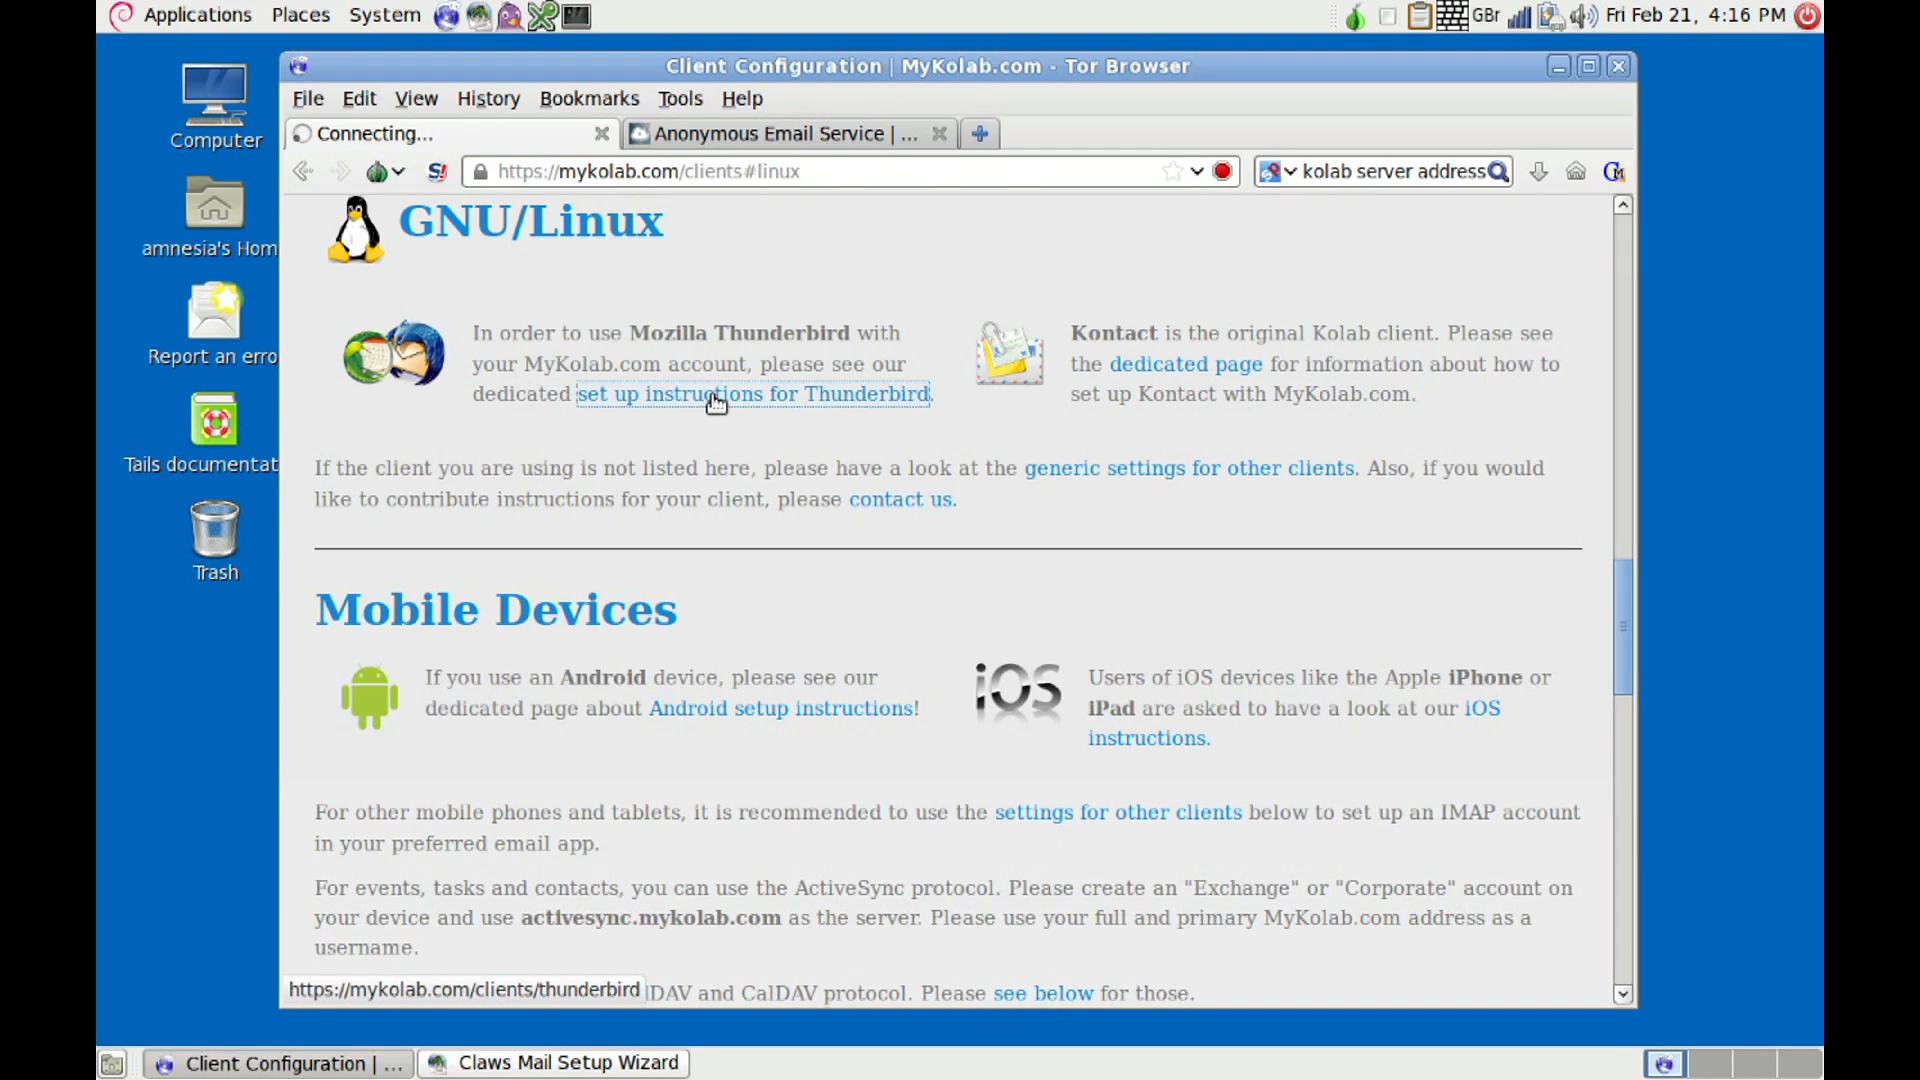 Applications Places System GBr Fri Feb 21, 4:16 PM
Client Configuration | MyKolab.com - Tor Browser
File Edit View History Bookmarks Tools Help
Connecting... Anonymous Email Service | ...
S! https://mykolab.com/clients#linux kolab server address
Computer
amnesia's Hom
Report an erro
Tails documentat
Trash
GNU/Linux
In order to use Mozilla Thunderbird with
your MyKolab.com account, please see our
dedicated set up instructions for Thunderbird.
Kontact is the original Kolab client. Please see
the dedicated page for information about how to
set up Kontact with MyKolab.com.
If the client you are using is not listed here, please have a look at the generic settings for other clients. Also, if you would
like to contribute instructions for your client, please contact us.
Mobile Devices
If you use an Android device, please see our
dedicated page about Android setup instructions!
iOS
Users of iOS devices like the Apple iPhone or
iPad are asked to have a look at our iOS
instructions.
For other mobile phones and tablets, it is recommended to use the settings for other clients below to set up an IMAP account
in your preferred email app.
For events, tasks and contacts, you can use the ActiveSync protocol. Please create an "Exchange" or "Corporate" account on
your device and use activesync.mykolab.com as the server. Please use your full and primary MyKolab.com address as a
username.
https://mykolab.com/clients/thunderbird DAV and CalDAV protocol. Please see below for those.
Client Configuration | ... Claws Mail Setup Wizard